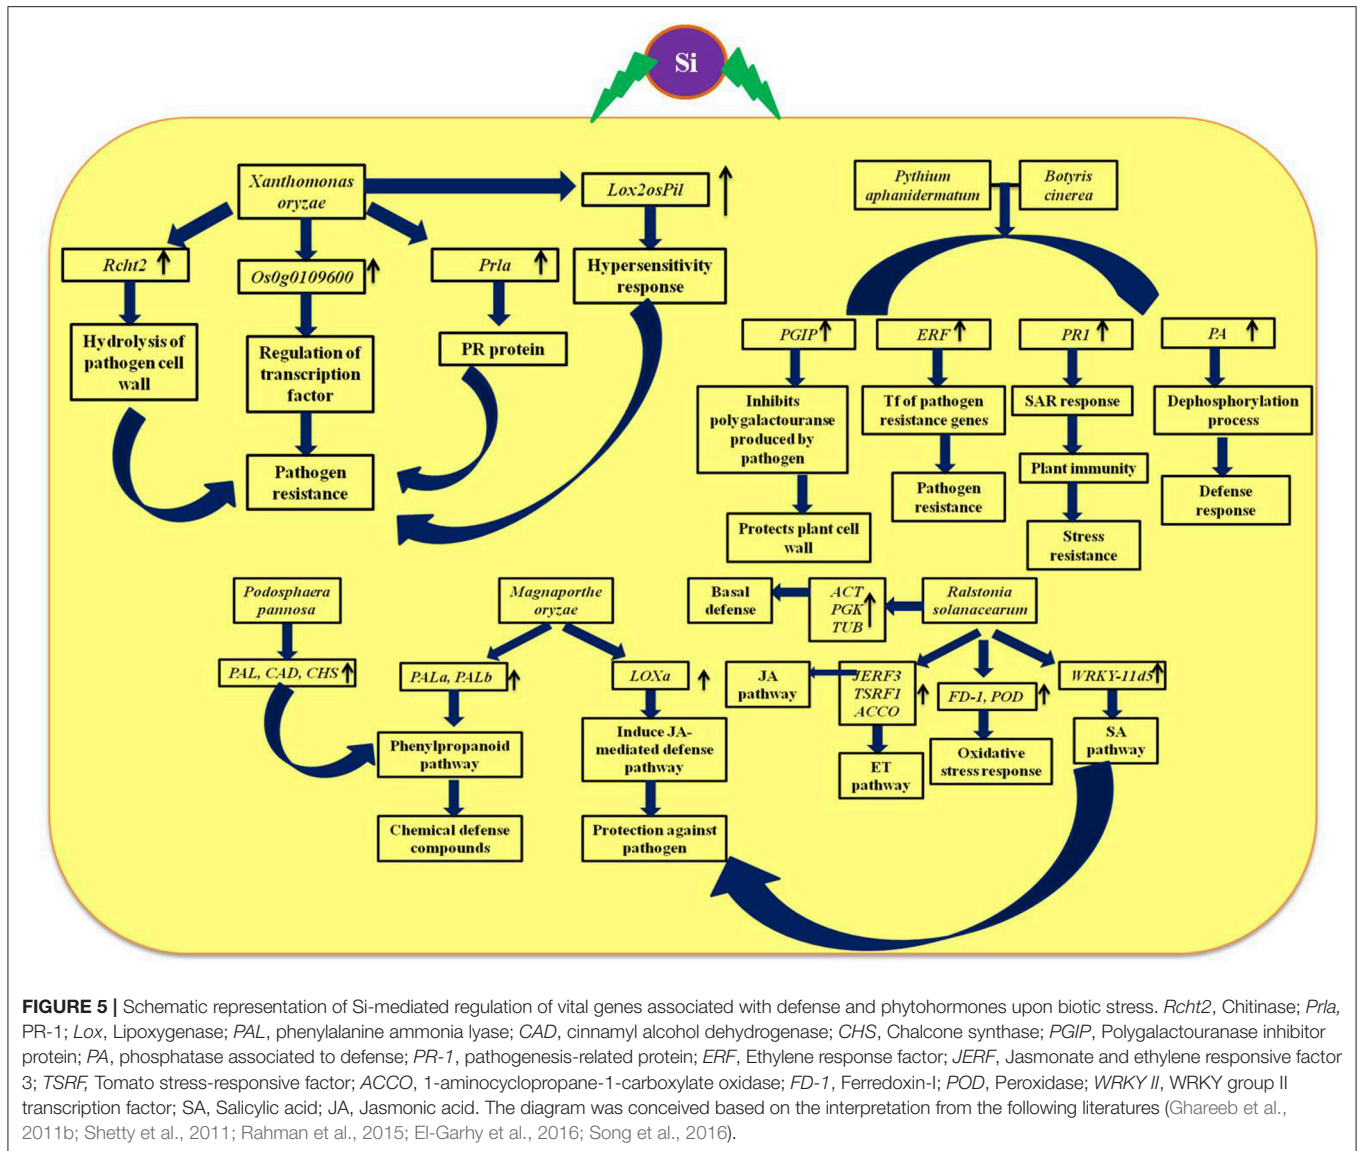 Si
Xanthomonas
oryzae
Lox2osPil
Rcht2
Os0g0109600
Prla
Hypersensitivity
response
Hydrolysis of
pathogen cell
wall
Regulation of
transcription
factor
PR protein
Pathogen
resistance
Pythium
aphanidermatum
Botyris
cinerea
PGIP
ERF
PR1
PA
Inhibits
polygalactouranse
produced by
pathogen
Tf of pathogen
resistance genes
SAR response
Dephosphorylation
process
Protects plant cell
wall
Pathogen
resistance
Plant immunity
Stress
resistance
Defense
response
Podosphaera
pannosa
PAL, CAD, CHS
Magnaporthe
oryzae
PALa, PALb
LOXa
Phenylpropanoid
pathway
Induce JA-
mediated defense
pathway
Chemical defense
compounds
Protection against
pathogen
Basal
defense
ACT
PGK
TUB
Ralstonia
solanacearum
JA
pathway
JERF3
TSRF1
ACCO
FD-1, POD
WRKY-11d5
ET
pathway
Oxidative
stress response
SA
pathway
FIGURE 5 | Schematic representation of Si-mediated regulation of vital genes associated with defense and phytohormones upon biotic stress. Rcht2, Chitinase; Prla,
PR-1; Lox, Lipoxygenase; PAL, phenylalanine ammonia lyase; CAD, cinnamyl alcohol dehydrogenase; CHS, Chalcone synthase; PGIP, Polygalactouranase inhibitor
protein; PA, phosphatase associated to defense; PR-1, pathogenesis-related protein; ERF, Ethylene response factor; JERF, Jasmonate and ethylene responsive factor
3; TSRF, Tomato stress-responsive factor; ACCO, 1-aminocyclopropane-1-carboxylate oxidase; FD-1, Ferredoxin-I; POD, Peroxidase; WRKY II, WRKY group II
transcription factor; SA, Salicylic acid; JA, Jasmonic acid. The diagram was conceived based on the interpretation from the following literatures (Ghareeb et al.,
2011b; Shetty et al., 2011; Rahman et al., 2015; El-Garhy et al., 2016; Song et al., 2016).